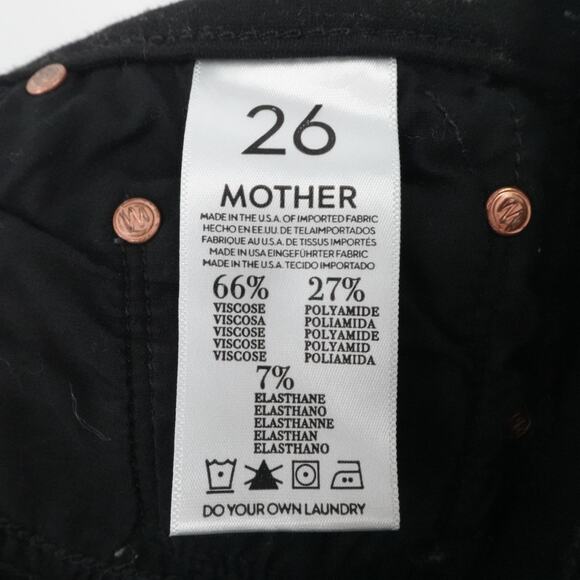 26
MOTHER
MADE IN THE U.S.A. OF IMPORTED FABRIC
HECHO EN EE.UU. DE TELAIMPORTADOS
FABRIQUE AU U.S.A. DE TISSUS IMPORTÉS
MADE IN USA EINGEFÜHRTER FABRIC
MADE IN THE U.S.A. TECIDO IMPORTADO
66% 27%
VISCOSE POLYAMIDE
VISCOSA POLIAMIDA
VISCOSE POLYAMIDE
VISCOSE POLYAMID
VISCOSE POLIAMIDA
7%
ELASTHANE
ELASTHANO
ELASTHANNE
ELASTHAN
ELASTHANO
DO YOUR OWN LAUNDRY